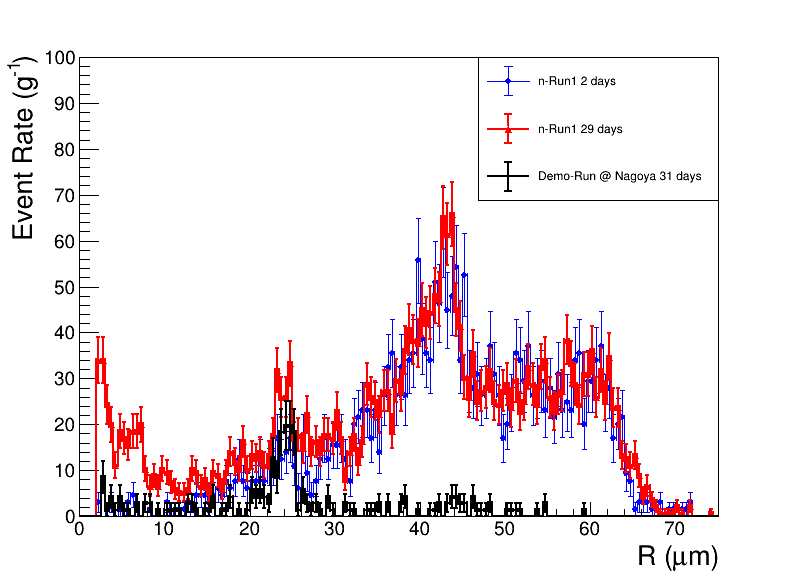 Event Rate (g⁻¹)
100
90
80
70
60
50
40
30
20
10
0
n-Run1 2 days
n-Run1 29 days
Demo-Run @ Nagoya 31 days
0 10 20 30 40 50 60 70
R (μm)